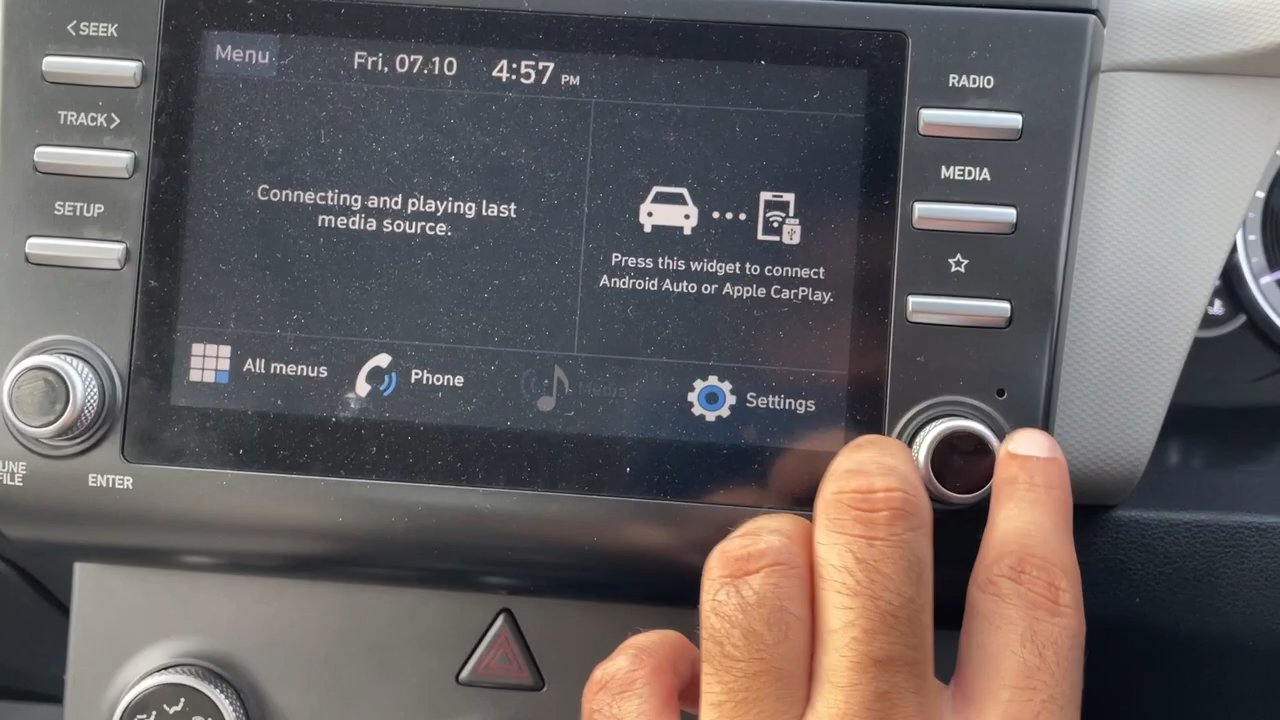 <SEEK
TRACK>
SETUP
ENTER
Menu
Fri, 07.10
4:57 PM
Connecting and playing last
media source.
Press this widget to connect
Android Auto or Apple CarPlay.
All menus
Phone
Media
Settings
RADIO
MEDIA